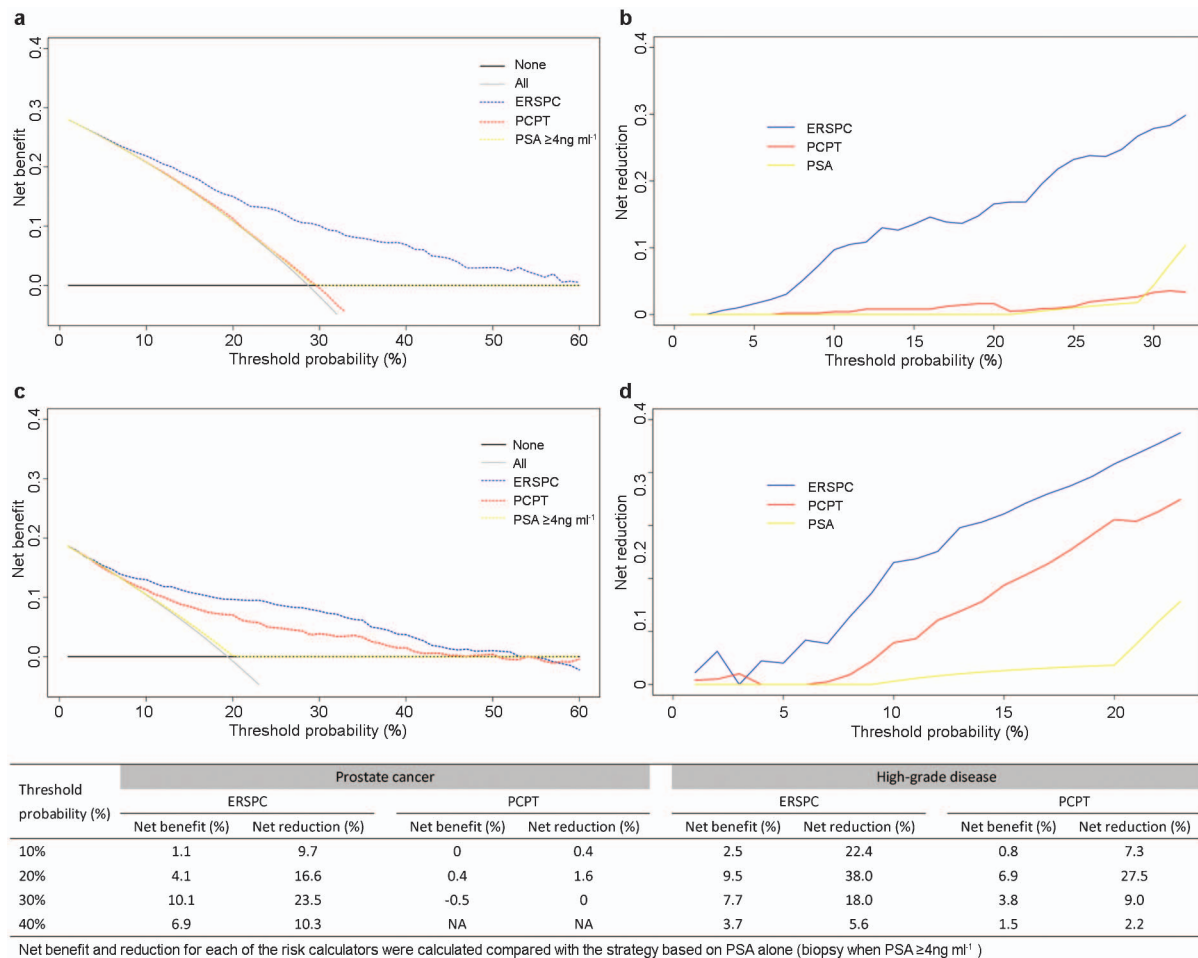 a
Net benefit
0.4
0.3
0.2
0.1
0.0
None
All
ERSPC
PCPT
PSA ≥4ng ml⁻¹
0 10 20 30 40 50 60
Threshold probability (%)
b
Net reduction
0.4
0.3
0.2
0.1
0
ERSPC
PCPT
PSA
0 5 10 15 20 25 30
Threshold probability (%)
c
Net benefit
0.4
0.3
0.2
0.1
0.0
None
All
ERSPC
PCPT
PSA ≥4ng ml⁻¹
0 10 20 30 40 50 60
Threshold probability (%)
d
Net reduction
0.4
0.3
0.2
0.1
0
ERSPC
PCPT
PSA
0 5 10 15 20
Threshold probability (%)
Threshold probability (%) Prostate cancer High-grade disease
ERSPC PCPT ERSPC PCPT
Net benefit (%) Net reduction (%) Net benefit (%) Net reduction (%) Net benefit (%) Net reduction (%) Net benefit (%) Net reduction (%)
10% 1.1 9.7 0 0.4 2.5 22.4 0.8 7.3
20% 4.1 16.6 0.4 1.6 9.5 38.0 6.9 27.5
30% 10.1 23.5 -0.5 0 7.7 18.0 3.8 9.0
40% 6.9 10.3 NA NA 3.7 5.6 1.5 2.2
Net benefit and reduction for each of the risk calculators were calculated compared with the strategy based on PSA alone (biopsy when PSA ≥4ng ml⁻¹ )